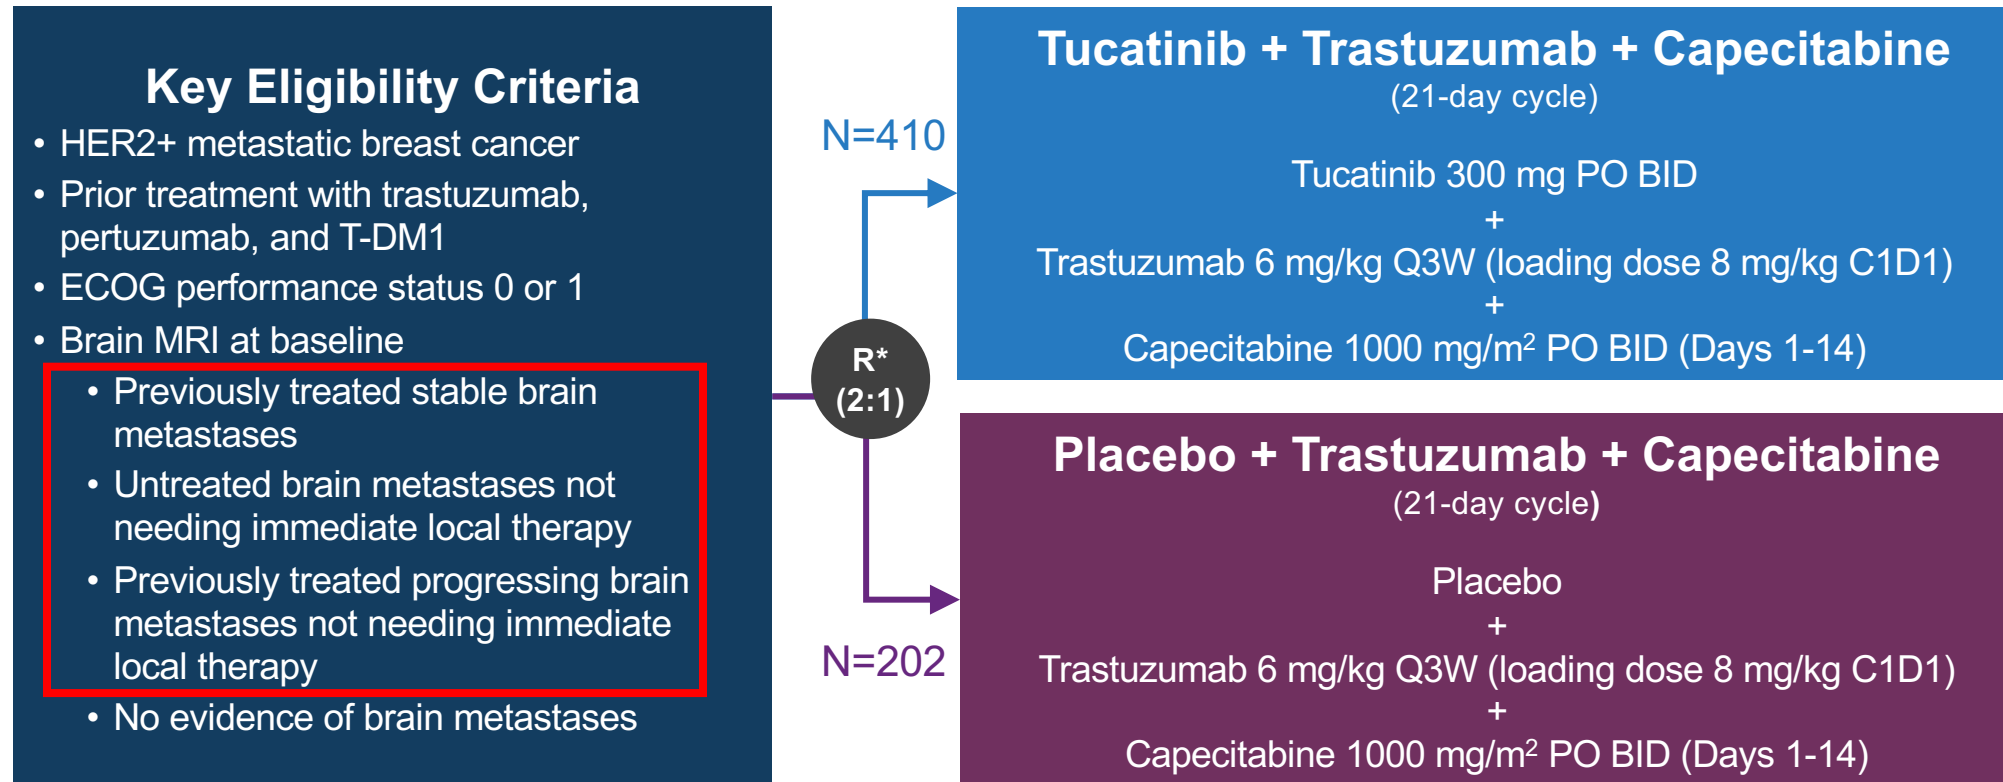 Key Eligibility Criteria
• HER2+ metastatic breast cancer
• Prior treatment with trastuzumab,
pertuzumab, and T-DM1
• ECOG performance status 0 or 1
• Brain MRI at baseline
• Previously treated stable brain
metastases
• Untreated brain metastases not
needing immediate local therapy
• Previously treated progressing brain
metastases not needing immediate
local therapy
• No evidence of brain metastases
R*
(2:1)
N=410
Tucatinib + Trastuzumab + Capecitabine
(21-day cycle)
Tucatinib 300 mg PO BID
+
Trastuzumab 6 mg/kg Q3W (loading dose 8 mg/kg C1D1)
+
Capecitabine 1000 mg/m² PO BID (Days 1-14)
N=202
Placebo + Trastuzumab + Capecitabine
(21-day cycle)
Placebo
+
Trastuzumab 6 mg/kg Q3W (loading dose 8 mg/kg C1D1)
+
Capecitabine 1000 mg/m² PO BID (Days 1-14)